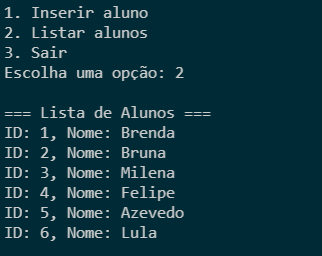 1. Inserir aluno
2. Listar alunos
3. Sair
Escolha uma opção: 2
=== Lista de Alunos ===
ID: 1, Nome: Brenda
ID: 2, Nome: Bruna
ID: 3, Nome: Milena
ID: 4, Nome: Felipe
ID: 5, Nome: Azevedo
ID: 6, Nome: Lula